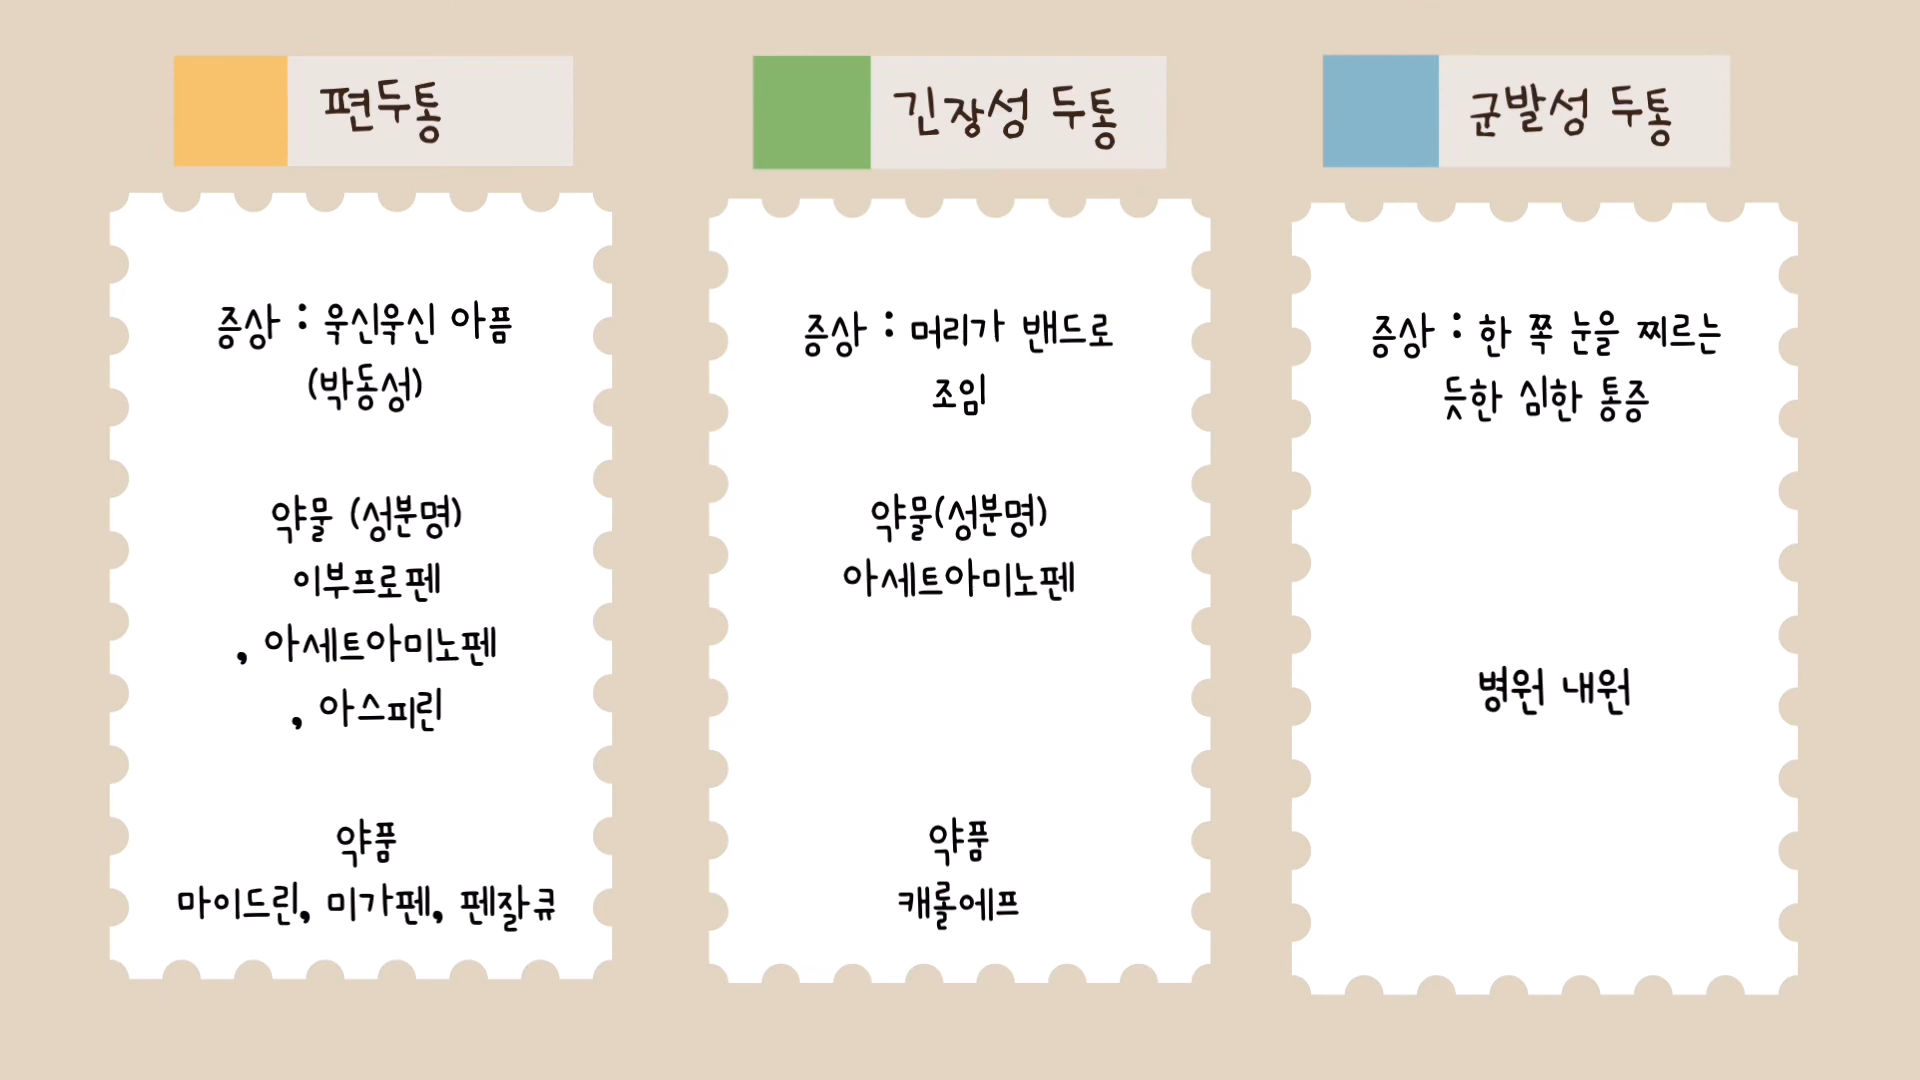 편두통
증상 : 욱신욱신 아픔
(박동성)
약물 (성분명)
이부프로펜
, 아세트아미노펜
, 아스피린
약품
마이드린, 미가펜, 펜잘큐
긴장성 두통
증상 : 머리가 밴드로
조임
약물(성분명)
아세트아미노펜
약품
캐롤에프
군발성 두통
증상 : 한 쪽 눈을 찌르는
듯한 심한 통증
병원 내원